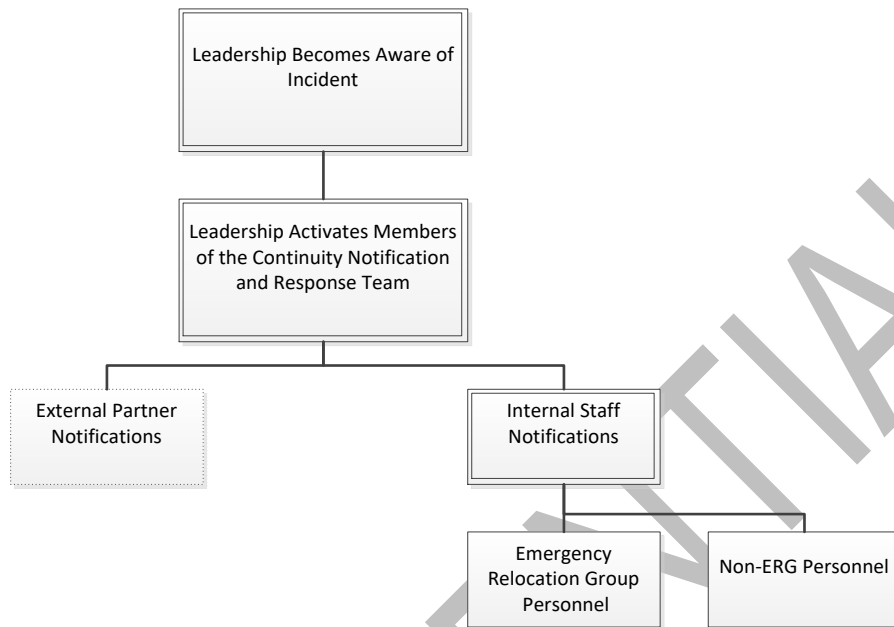 Leadership Becomes Aware of
Incident
Leadership Activates Members
of the Continuity Notification
and Response Team
External Partner
Notifications
Internal Staff
Notifications
Emergency
Relocation Group
Personnel
Non-ERG Personnel
NTIAL